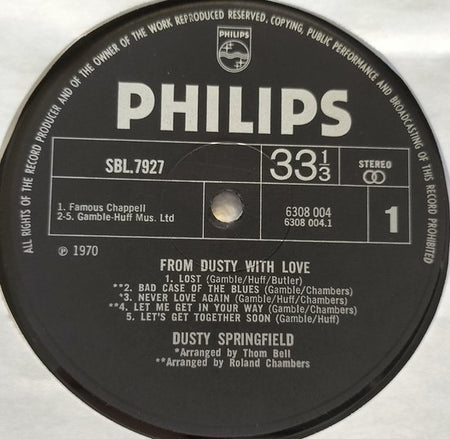 ALL RIGHTS OF THE RECORD PRODUCER AND OF THE OWNER OF THE WORK REPRODUCED RESERVED. COPYING, PUBLIC PERFORMANCE AND BROADCASTING OF THIS RECORD PROHIBITED
PHILIPS
PHILIPS
SBL.7927
33 1/3
STEREO
1. Famous Chappell
2-5. Gamble-Huff Mus. Ltd
6308 004
6308 004.1
1
℗ 1970
FROM DUSTY WITH LOVE
1. LOST (Gamble/Huff/Butler)
**2. BAD CASE OF THE BLUES (Gamble/Chambers)
*3. NEVER LOVE AGAIN (Gamble/Huff/Chambers)
**4. LET ME GET IN YOUR WAY (Gamble/Chambers)
5. LET'S GET TOGETHER SOON (Gamble/Huff)
DUSTY SPRINGFIELD
*Arranged by Thom Bell
**Arranged by Roland Chambers